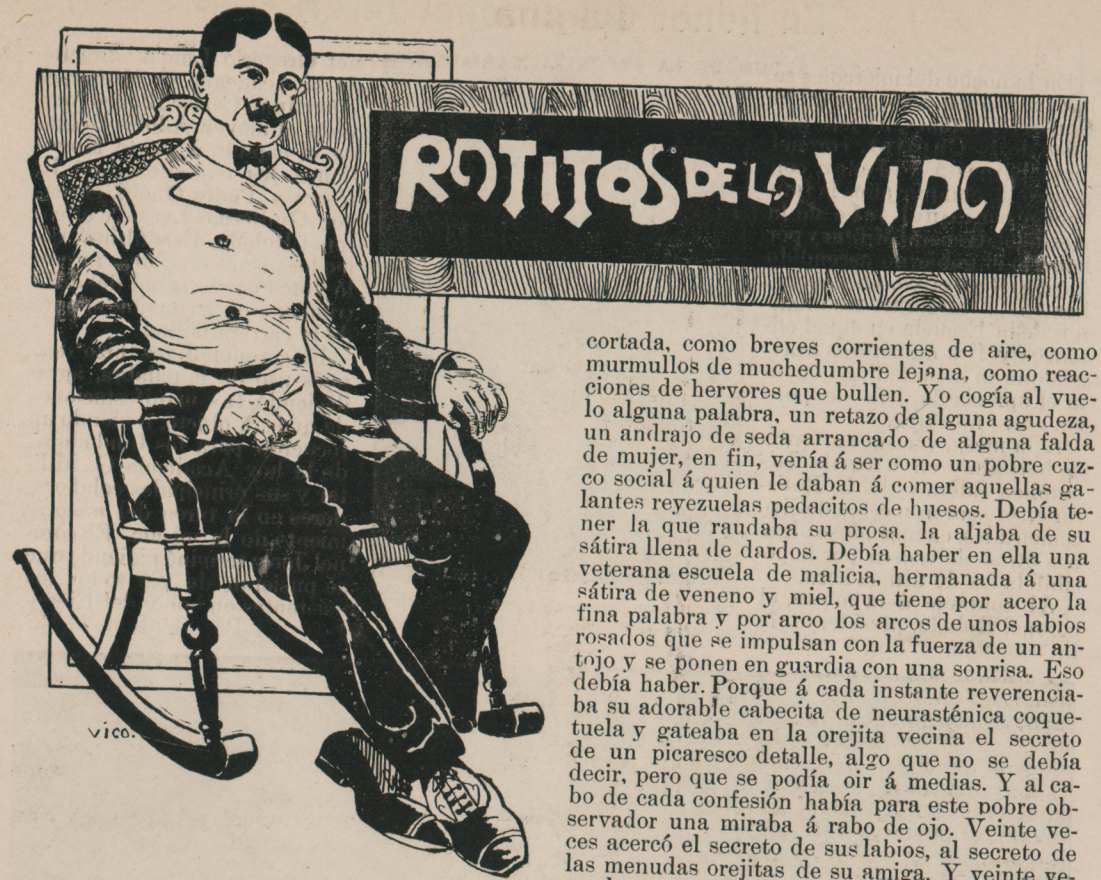 RATITOS DE LA VIDA
cortada, como breves corrientes de aire, como
murmullos de muchedumbre lejana, como reac-
ciones de hervores que bullen. Yo cogía al vue-
lo alguna palabra, un retazo de alguna agudeza,
un andrajo de seda arrancado de alguna falda
de mujer, en fin, venía á ser como un pobre cuz-
co social á quien le daban á comer aquellas ga-
lantes reyezuelas pedacitos de huesos. Debía te-
ner la que raudaba su prosa. la aljaba de su
sátira llena de dardos. Debía haber en ella una
veterana escuela de malicia, hermanada á una
sátira de veneno y miel, que tiene por acero la
fina palabra y por arco los arcos de unos labios
rosados que se impulsan con la fuerza de un an-
tojo y se ponen en guardia con una sonrisa. Eso
debía haber. Porque á cada instante reverencia-
ba su adorable cabecita de neurasténica coque-
tuela y gateaba en la orejita vecina el secreto
de un picaresco detalle, algo que no se debía
decir, pero que se podía oir á medias. Y al ca-
bo de cada confesión había para este pobre ob-
servador una miraba á rabo de ojo. Veinte ve-
ces acercó el secreto de sus labios, al secreto de
las menudas orejitas de su amiga. Y veinte ve-
vico.